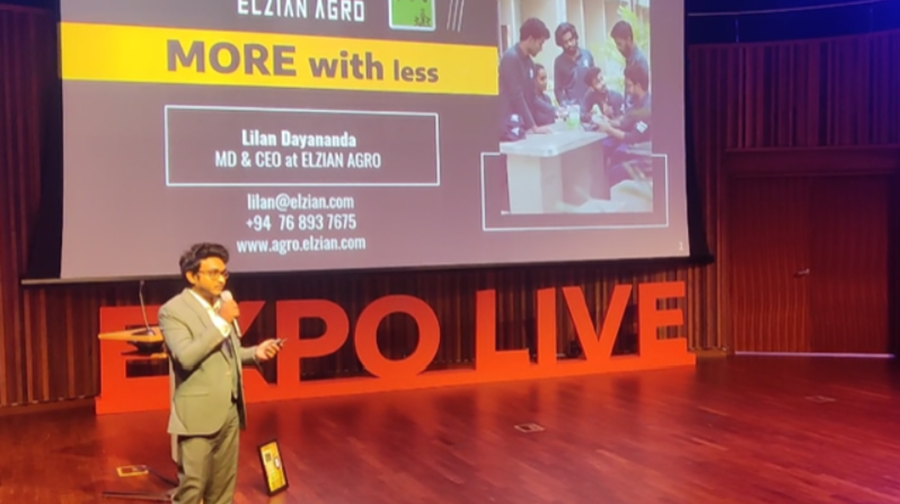 ELZIAN AGRO
MORE with less
Lilan Dayananda
MD & CEO at ELZIAN AGRO
lilan@elzian.com
+94 76 893 7675
www.agro.elzian.com
1
EXPO LIVE